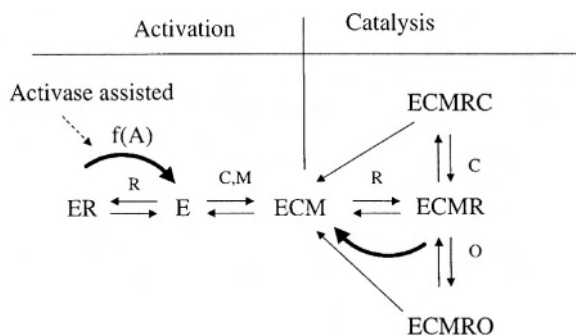 Activation Catalysis
Activase assisted
ECMRC
f(A)
R C,M R C
ER E ECM ECMR
O
ECMRO